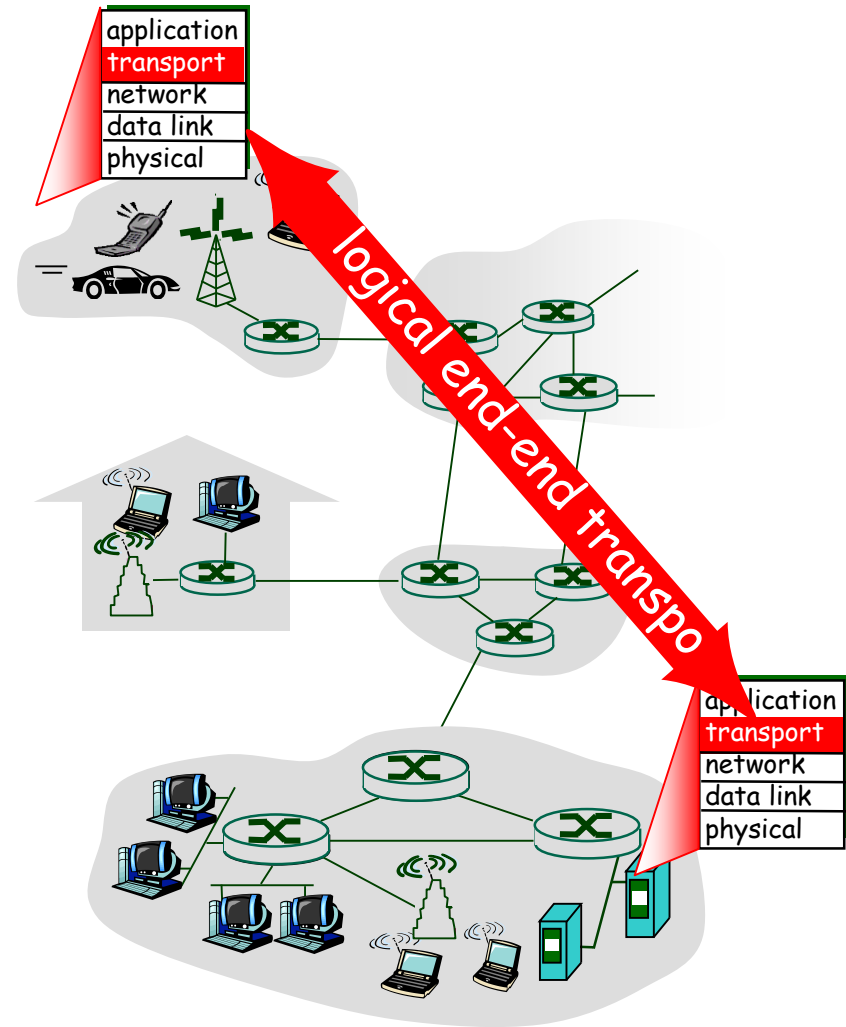 application
transport
network
data link
physical
logical end-end transpo
application
transport
network
data link
physical